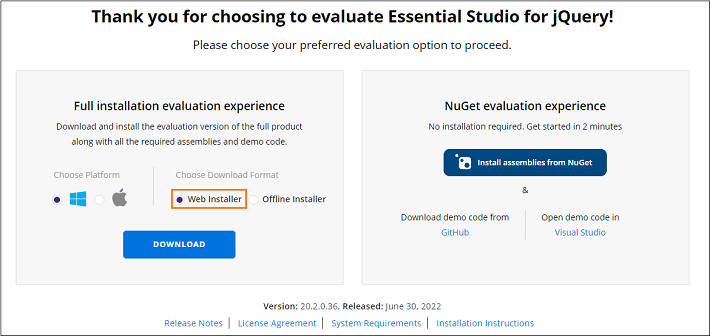 Thank you for choosing to evaluate Essential Studio for jQuery!
Please choose your preferred evaluation option to proceed.
Full installation evaluation experience
Download and install the evaluation version of the full product
along with all the required assemblies and demo code.
Choose Platform
Choose Download Format
Web Installer
Offline Installer
DOWNLOAD
NuGet evaluation experience
No installation required. Get started in 2 minutes
Install assemblies from NuGet
&
Download demo code from
GitHub
Open demo code in
Visual Studio
Version: 20.2.0.36, Released: June 30, 2022
Release Notes | License Agreement | System Requirements | Installation Instructions